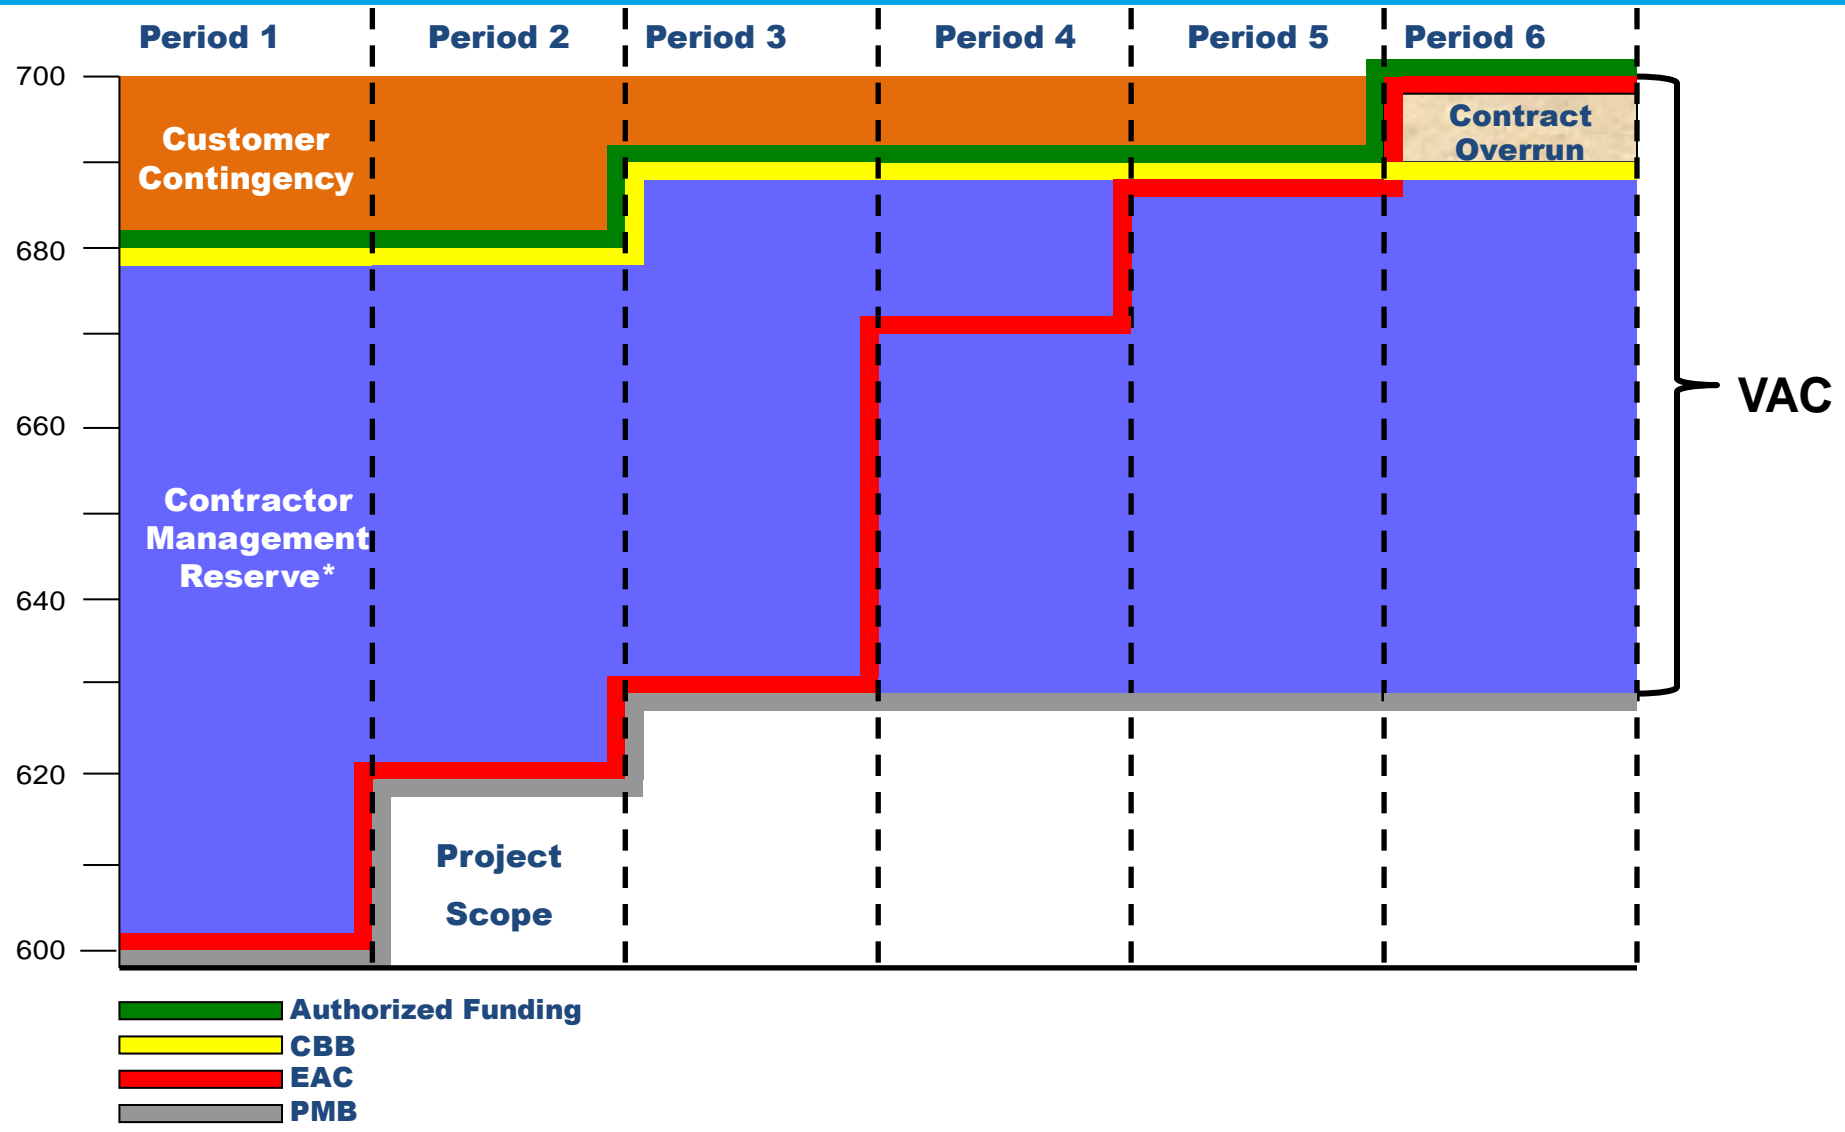 Period 1
Period 2
Period 3
Period 4
Period 5
Period 6
700
680
660
640
620
600
Customer
Contingency
Contract
Overrun
Contractor
Management
Reserve*
VAC
Project
Scope
Authorized Funding
CBB
EAC
PMB